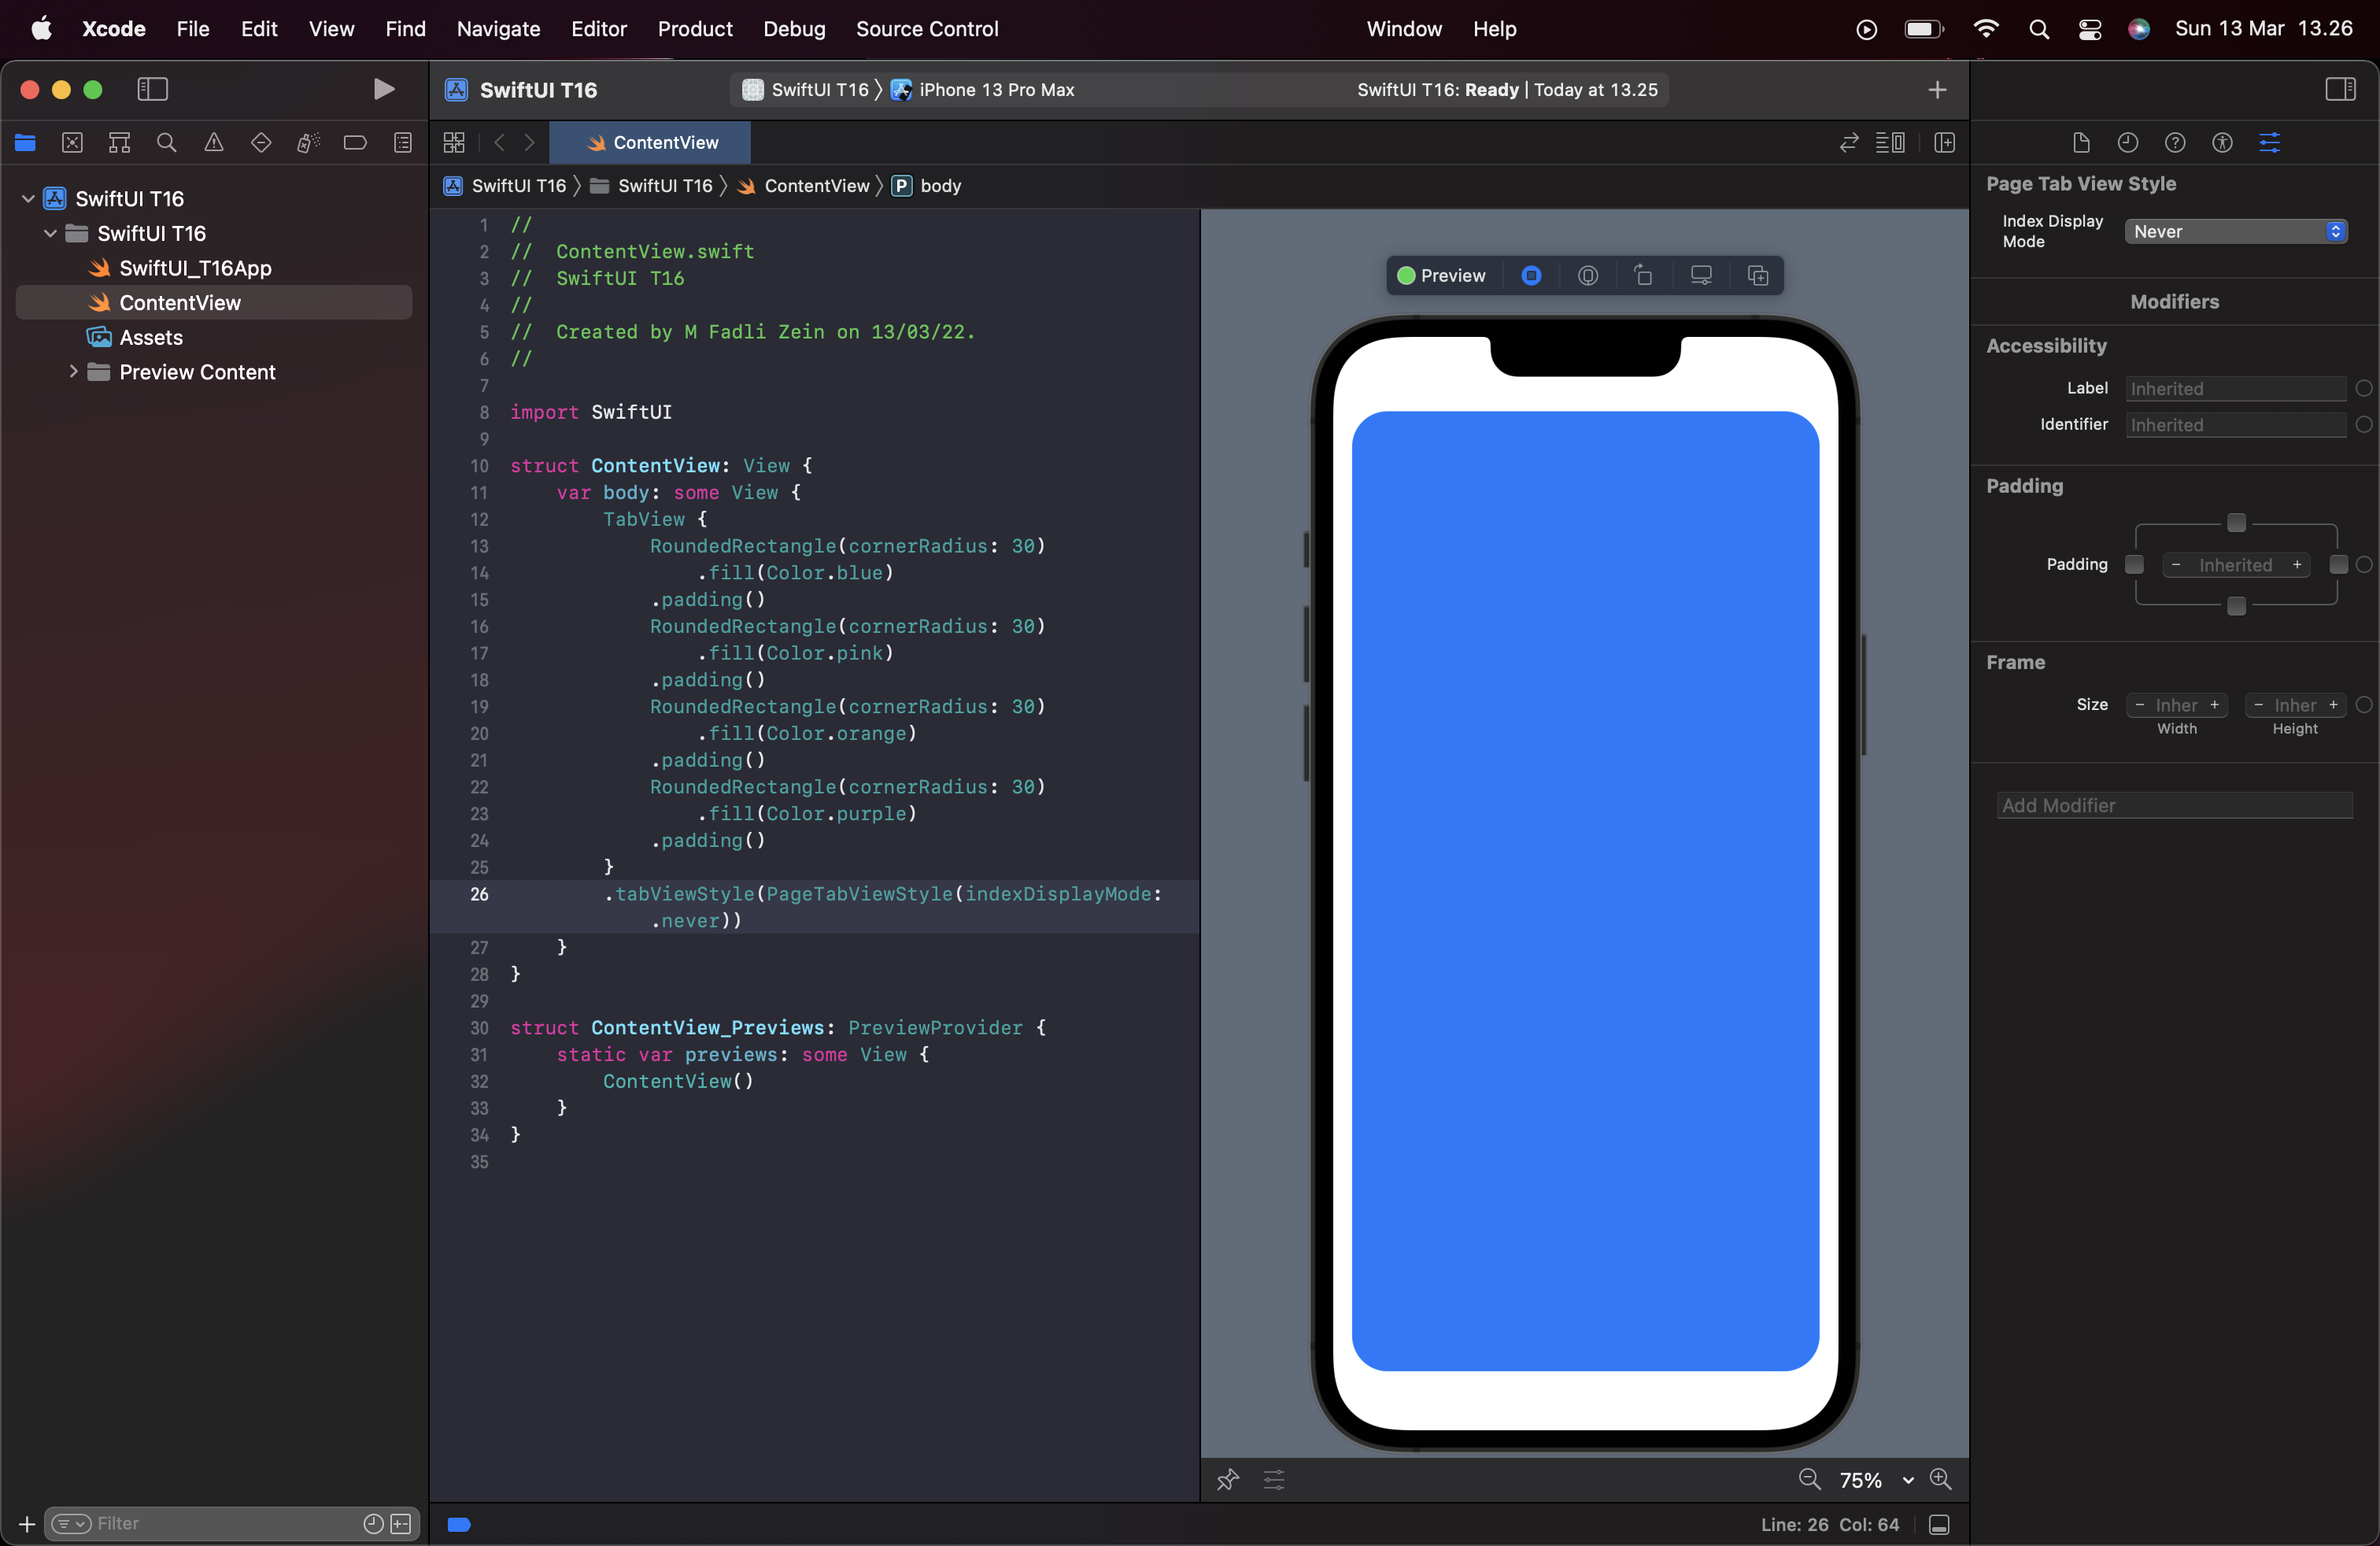 Xcode File Edit View Find Navigate Editor Product Debug Source Control Window Help Sun 13 Mar 13.26
SwiftUI T16
SwiftUI T16 iPhone 13 Pro Max
SwiftUI T16: Ready | Today at 13.25
ContentView
SwiftUI T16 SwiftUI T16 ContentView P body
SwiftUI T16
SwiftUI T16
SwiftUI_T16App
ContentView
Assets
Preview Content
1 //
2 //  ContentView.swift
3 //  SwiftUI T16
4 //
5 //  Created by M Fadli Zein on 13/03/22.
6 //
7
8 import SwiftUI
9
10 struct ContentView: View {
11     var body: some View {
12         TabView {
13             RoundedRectangle(cornerRadius: 30)
14                 .fill(Color.blue)
15             .padding()
16             RoundedRectangle(cornerRadius: 30)
17                 .fill(Color.pink)
18             .padding()
19             RoundedRectangle(cornerRadius: 30)
20                 .fill(Color.orange)
21             .padding()
22             RoundedRectangle(cornerRadius: 30)
23                 .fill(Color.purple)
24             .padding()
25         }
26         .tabViewStyle(PageTabViewStyle(indexDisplayMode:
            .never))
27     }
28 }
29
30 struct ContentView_Previews: PreviewProvider {
31     static var previews: some View {
32         ContentView()
33     }
34 }
35
Preview
75%
Filter
Line: 26 Col: 64
Page Tab View Style
Index Display
Mode
Never
Modifiers
Accessibility
Label Inherited
Identifier Inherited
Padding
Padding - Inherited +
Frame
Size - Inher + - Inher +
Width Height
Add Modifier